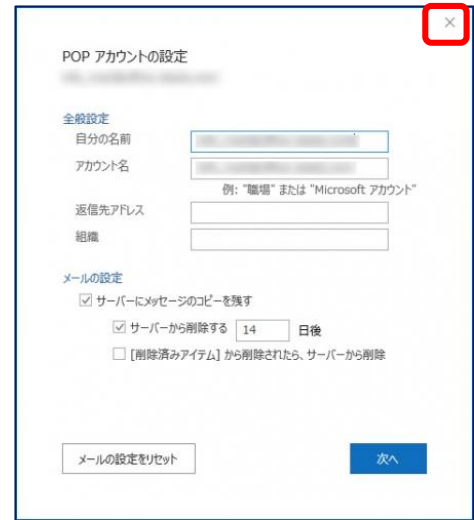 POP アカウントの設定
全般設定
自分の名前
アカウント名
例: "職場" または "Microsoft アカウント"
返信先アドレス
組織
メールの設定
サーバーにメッセージのコピーを残す
サーバーから削除する 14 日後
[削除済みアイテム] から削除されたら、サーバーから削除
メールの設定をリセット 次へ